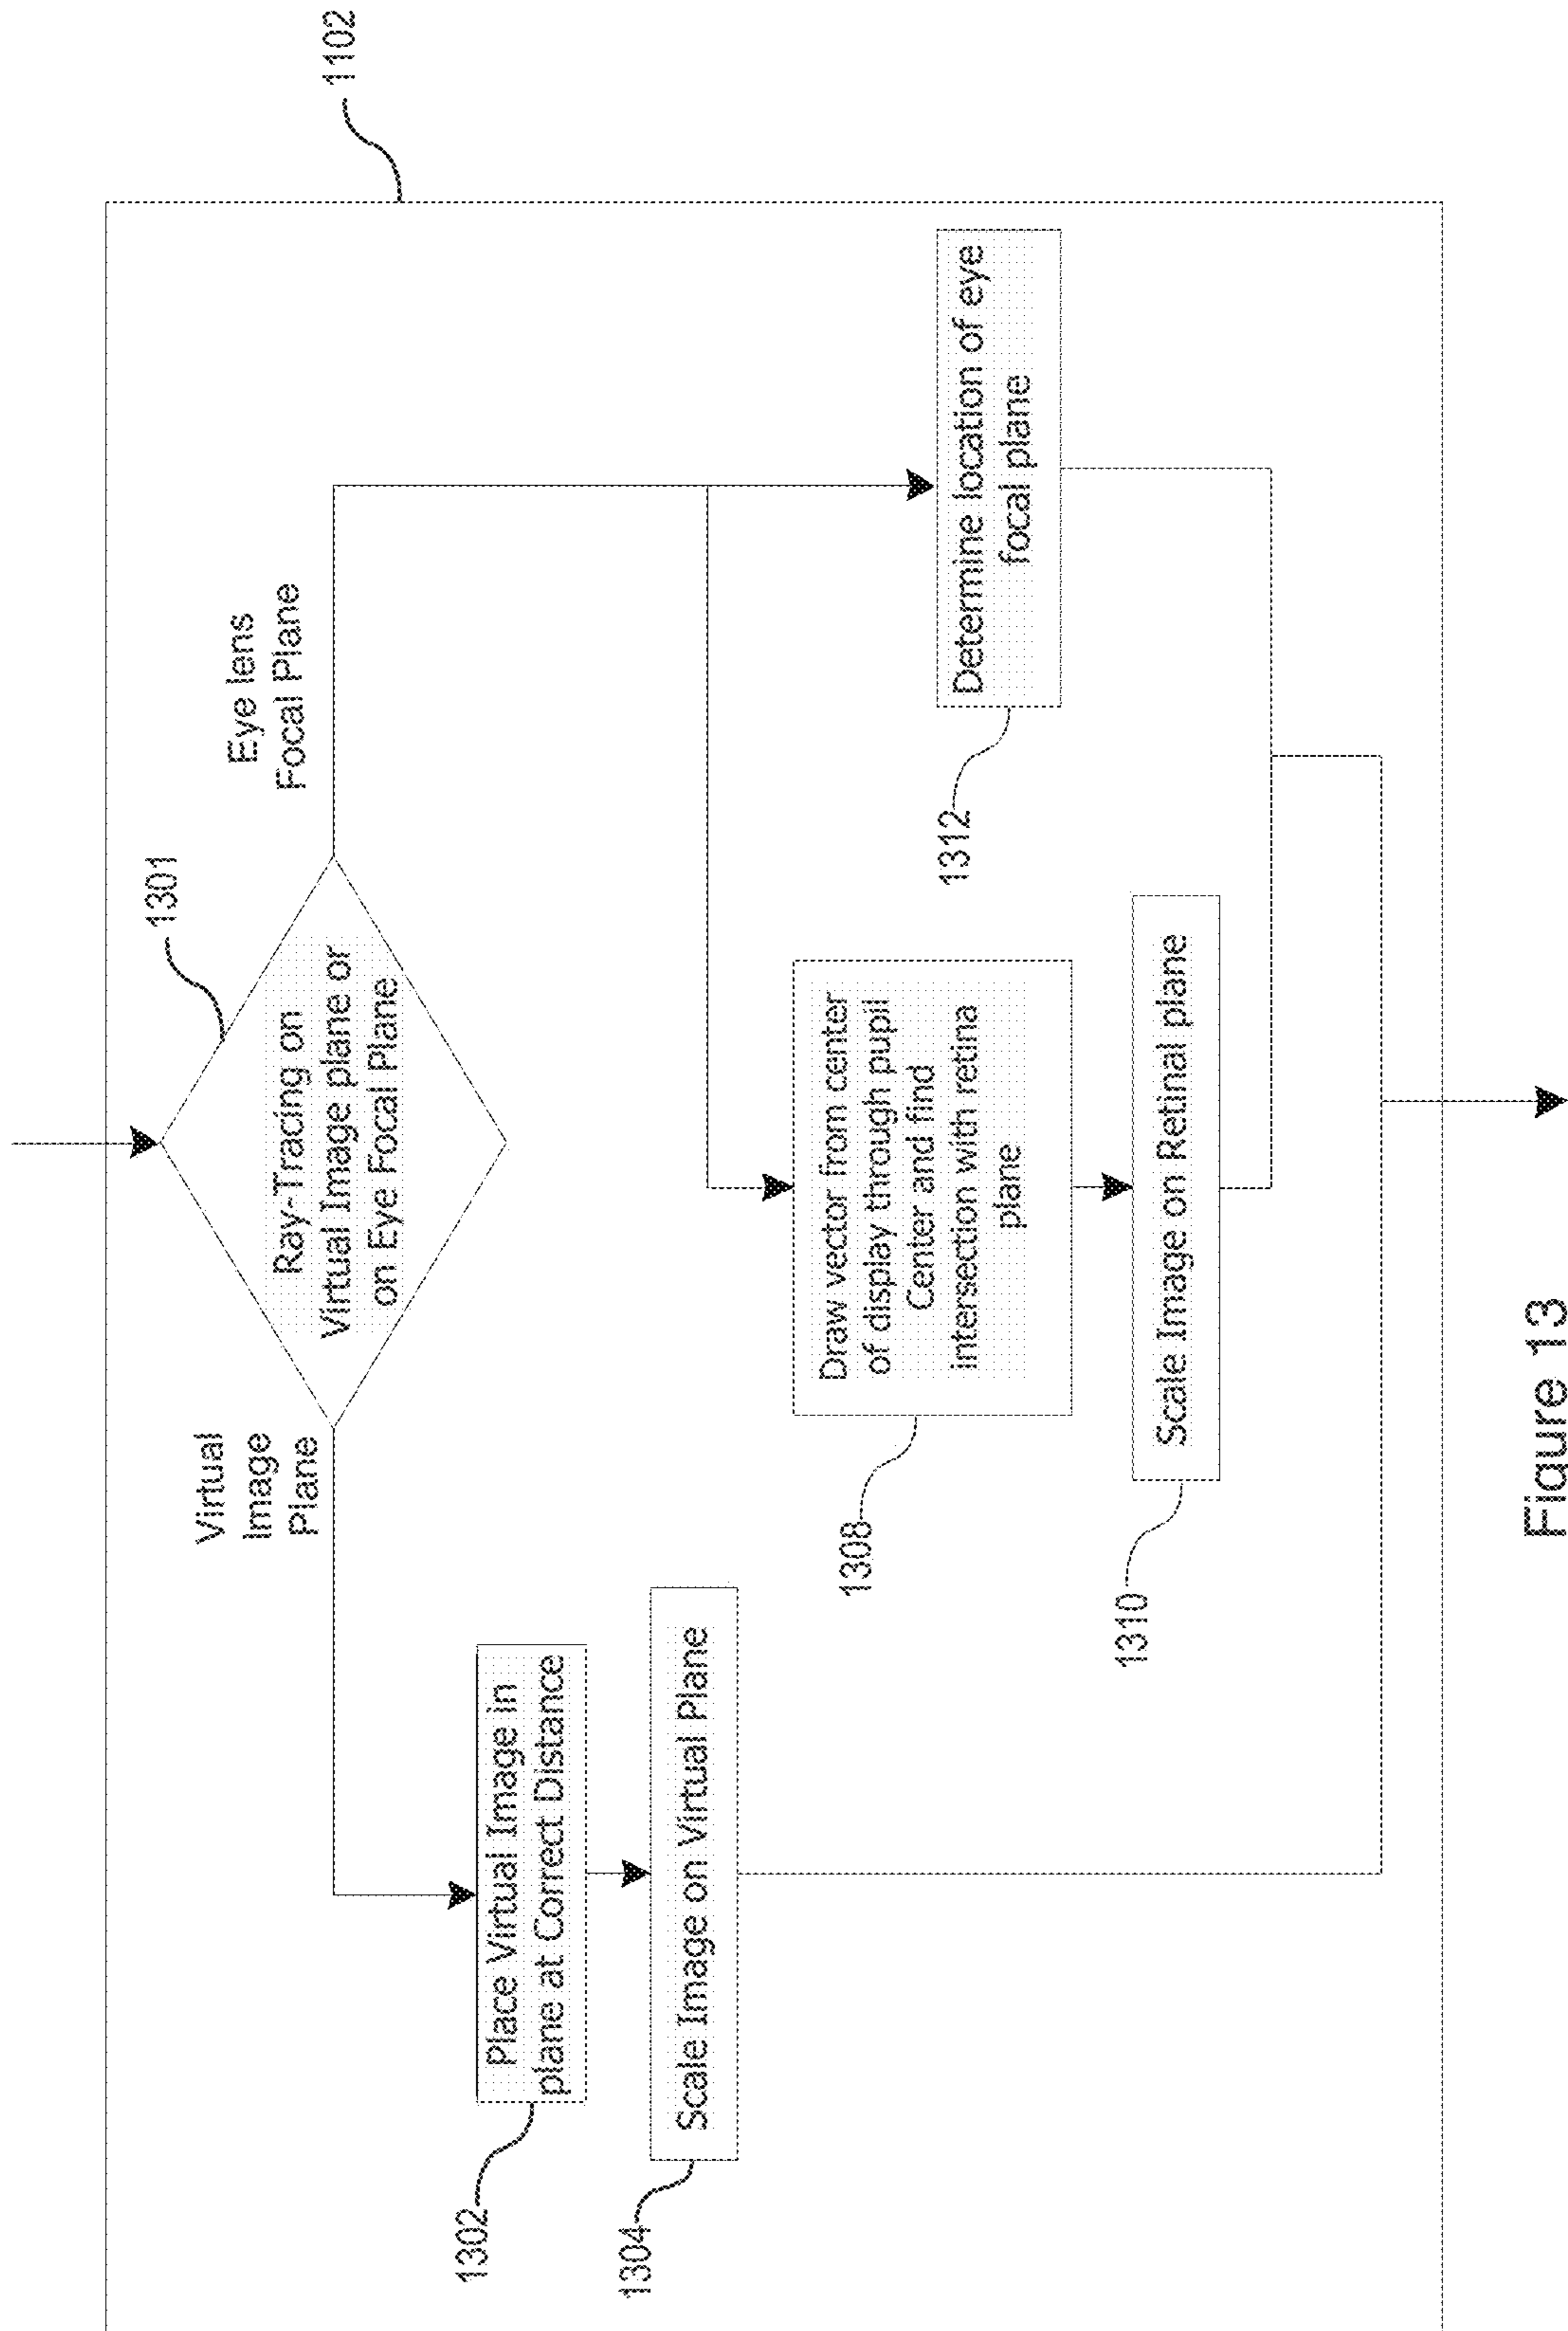 1102
1301
Ray-Tracing on
Virtual Image plane or
on Eye Focal Plane
Virtual
Image
Plane
Eye lens
Focal Plane
1302
Place Virtual Image in
plane at Correct Distance
1304
Scale Image on Virtual Plane
1308
Draw vector from center
of display through pupil
Center and find
intersection with retina
plane
1312
Determine location of eye
focal plane
1310
Scale Image on Retinal plane
Figure 13